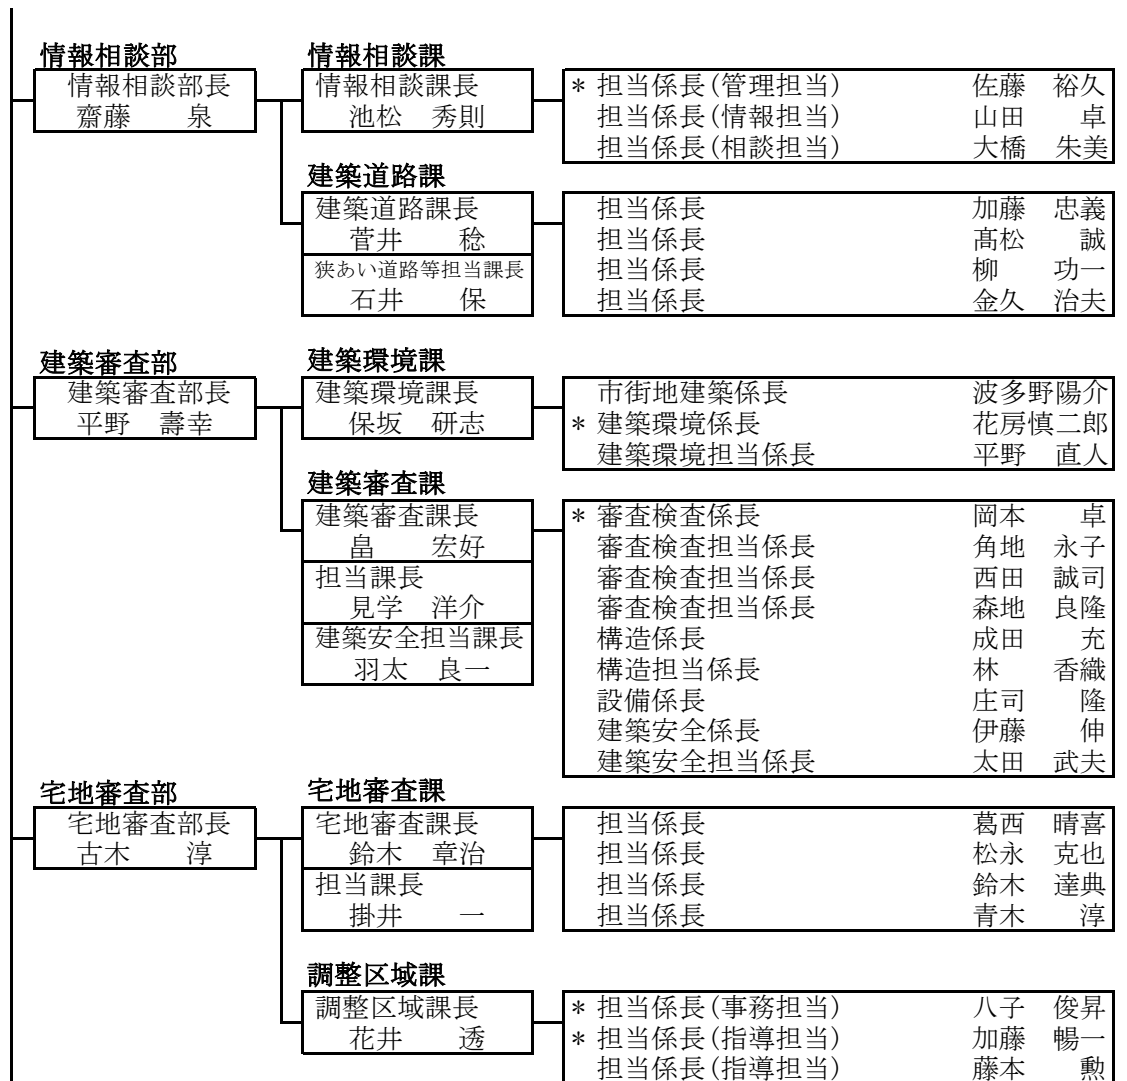 情報相談部
情報相談部長
齋藤　泉
情報相談課
情報相談課長
池松　秀則
* 担当係長(管理担当)　佐藤　裕久
担当係長(情報担当)　山田　卓
担当係長(相談担当)　大橋　朱美
建築道路課
建築道路課長
菅井　稔
狭あい道路等担当課長
石井　保
担当係長　加藤　忠義
担当係長　髙松　誠
担当係長　柳　功一
担当係長　金久　治夫
建築審査部
建築審査部長
平野　壽幸
建築環境課
建築環境課長
保坂　研志
市街地建築係長　波多野陽介
* 建築環境係長　花房慎二郎
建築環境担当係長　平野　直人
建築審査課
建築審査課長
畠　宏好
担当課長
見学　洋介
建築安全担当課長
羽太　良一
* 審査検査係長　岡本　卓
審査検査担当係長　角地　永子
審査検査担当係長　西田　誠司
審査検査担当係長　森地　良隆
構造係長　成田　充
構造担当係長　林　香織
設備係長　庄司　隆
建築安全係長　伊藤　伸
建築安全担当係長　太田　武夫
宅地審査部
宅地審査部長
古木　淳
宅地審査課
宅地審査課長
鈴木　章治
担当課長
掛井　一
担当係長　葛西　晴喜
担当係長　松永　克也
担当係長　鈴木　達典
担当係長　青木　淳
調整区域課
調整区域課長
花井　透
* 担当係長(事務担当)　八子　俊昇
* 担当係長(指導担当)　加藤　暢一
担当係長(指導担当)　藤本　勲